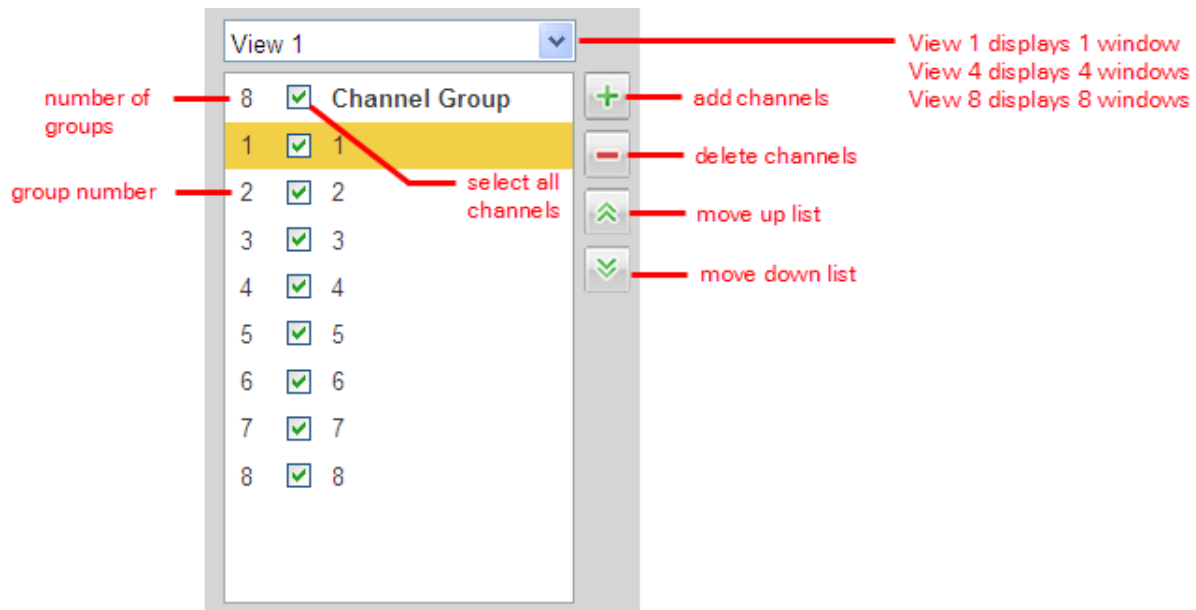 View 1
View 1 displays 1 window
View 4 displays 4 windows
View 8 displays 8 windows
number of
groups
8 Channel Group
add channels
1 1
delete channels
group number
2 2
select all
channels
move up list
3 3
move down list
4 4
5 5
6 6
7 7
8 8